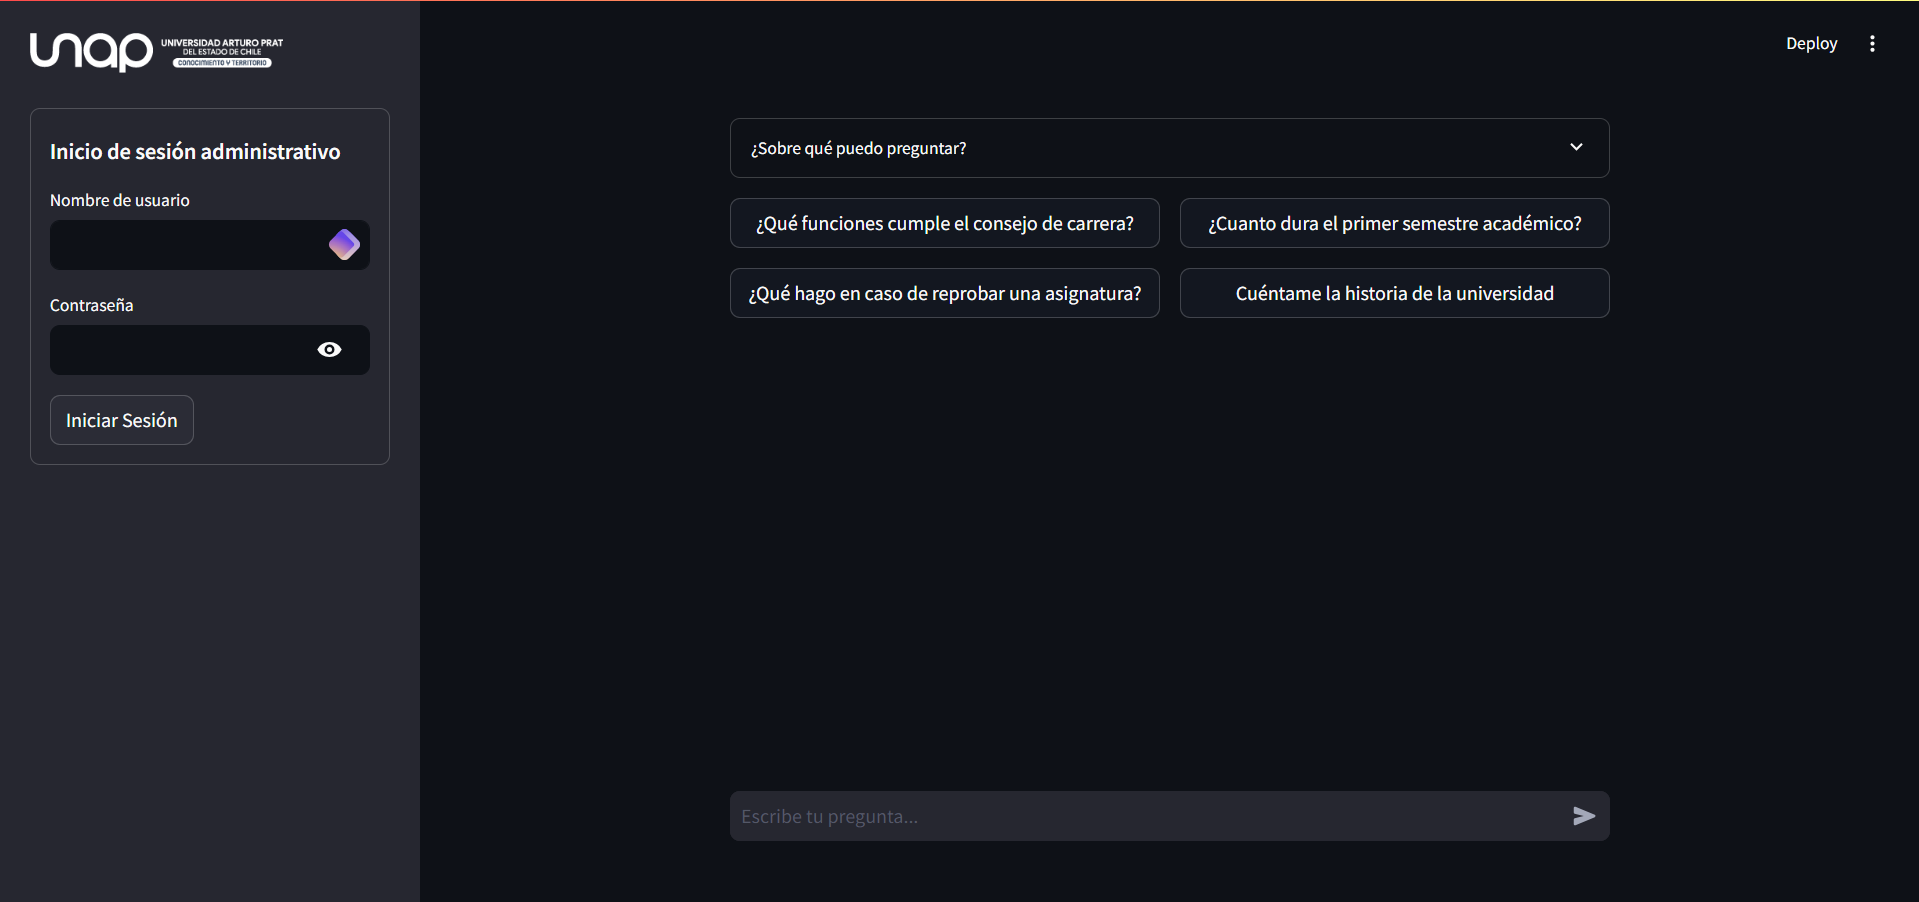 unap
UNIVERSIDAD ARTURO PRAT
DEL ESTADO DE CHILE
CONOCIMIENTO Y TERRITORIO
Inicio de sesión administrativo
Nombre de usuario
Contraseña
Iniciar Sesión
Deploy
¿Sobre qué puedo preguntar?
¿Qué funciones cumple el consejo de carrera?
¿Cuanto dura el primer semestre académico?
¿Qué hago en caso de reprobar una asignatura?
Cuéntame la historia de la universidad
Escribe tu pregunta...